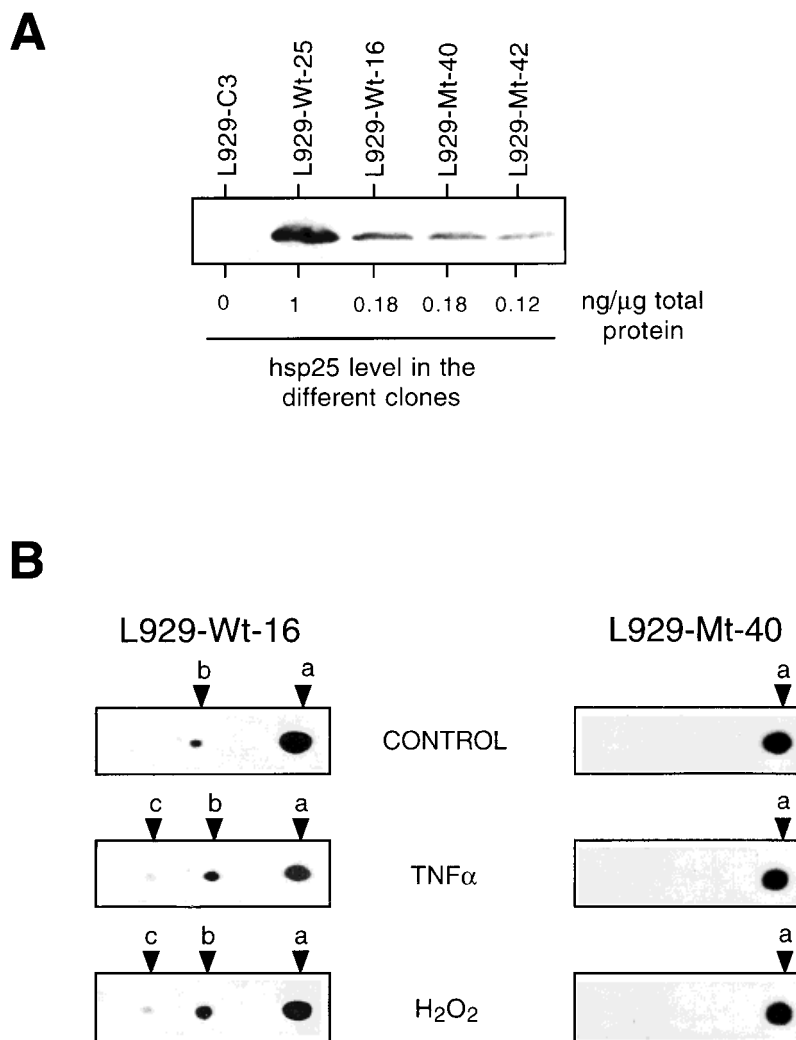 A
L929-C3
L929-Wt-25
L929-Wt-16
L929-Mt-40
L929-Mt-42
0 1 0.18 0.18 0.12 ng/μg total
protein
hsp25 level in the
different clones
B
L929-Wt-16 L929-Mt-40
b a a
CONTROL
c b a a
TNFα
c b a a
H₂O₂